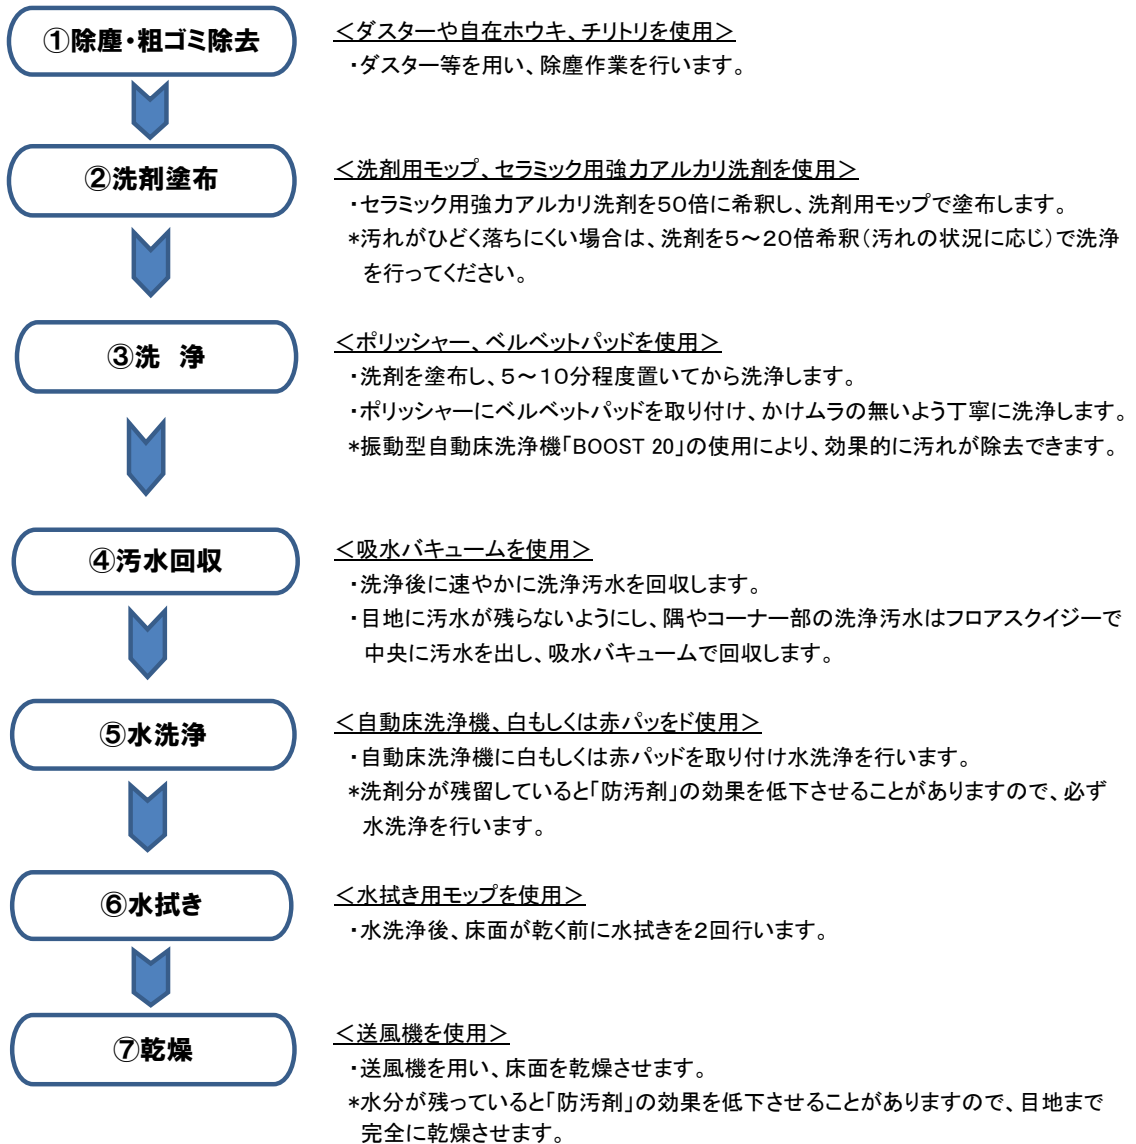 ①除塵・粗ゴミ除去
＜ダスターや自在ホウキ、チリトリを使用＞
・ダスター等を用い、除塵作業を行います。
②洗剤塗布
＜洗剤用モップ、セラミック用強力アルカリ洗剤を使用＞
・セラミック用強力アルカリ洗剤を５０倍に希釈し、洗剤用モップで塗布します。
*汚れがひどく落ちにくい場合は、洗剤を５～２０倍希釈（汚れの状況に応じ）で洗浄
を行ってください。
③洗　浄
＜ポリッシャー、ベルベットパッドを使用＞
・洗剤を塗布し、５～１０分程度置いてから洗浄します。
・ポリッシャーにベルベットパッドを取り付け、かけムラの無いよう丁寧に洗浄します。
*振動型自動床洗浄機「BOOST 20」の使用により、効果的に汚れが除去できます。
④汚水回収
＜吸水バキュームを使用＞
・洗浄後に速やかに洗浄汚水を回収します。
・目地に汚水が残らないようにし、隅やコーナー部の洗浄汚水はフロアスクイジーで
中央に汚水を出し、吸水バキュームで回収します。
⑤水洗浄
＜自動床洗浄機、白もしくは赤パッをド使用＞
・自動床洗浄機に白もしくは赤パッドを取り付け水洗浄を行います。
*洗剤分が残留していると「防汚剤」の効果を低下させることがありますので、必ず
水洗浄を行います。
⑥水拭き
＜水拭き用モップを使用＞
・水洗浄後、床面が乾く前に水拭きを２回行います。
⑦乾燥
＜送風機を使用＞
・送風機を用い、床面を乾燥させます。
*水分が残っていると「防汚剤」の効果を低下させることがありますので、目地まで
完全に乾燥させます。